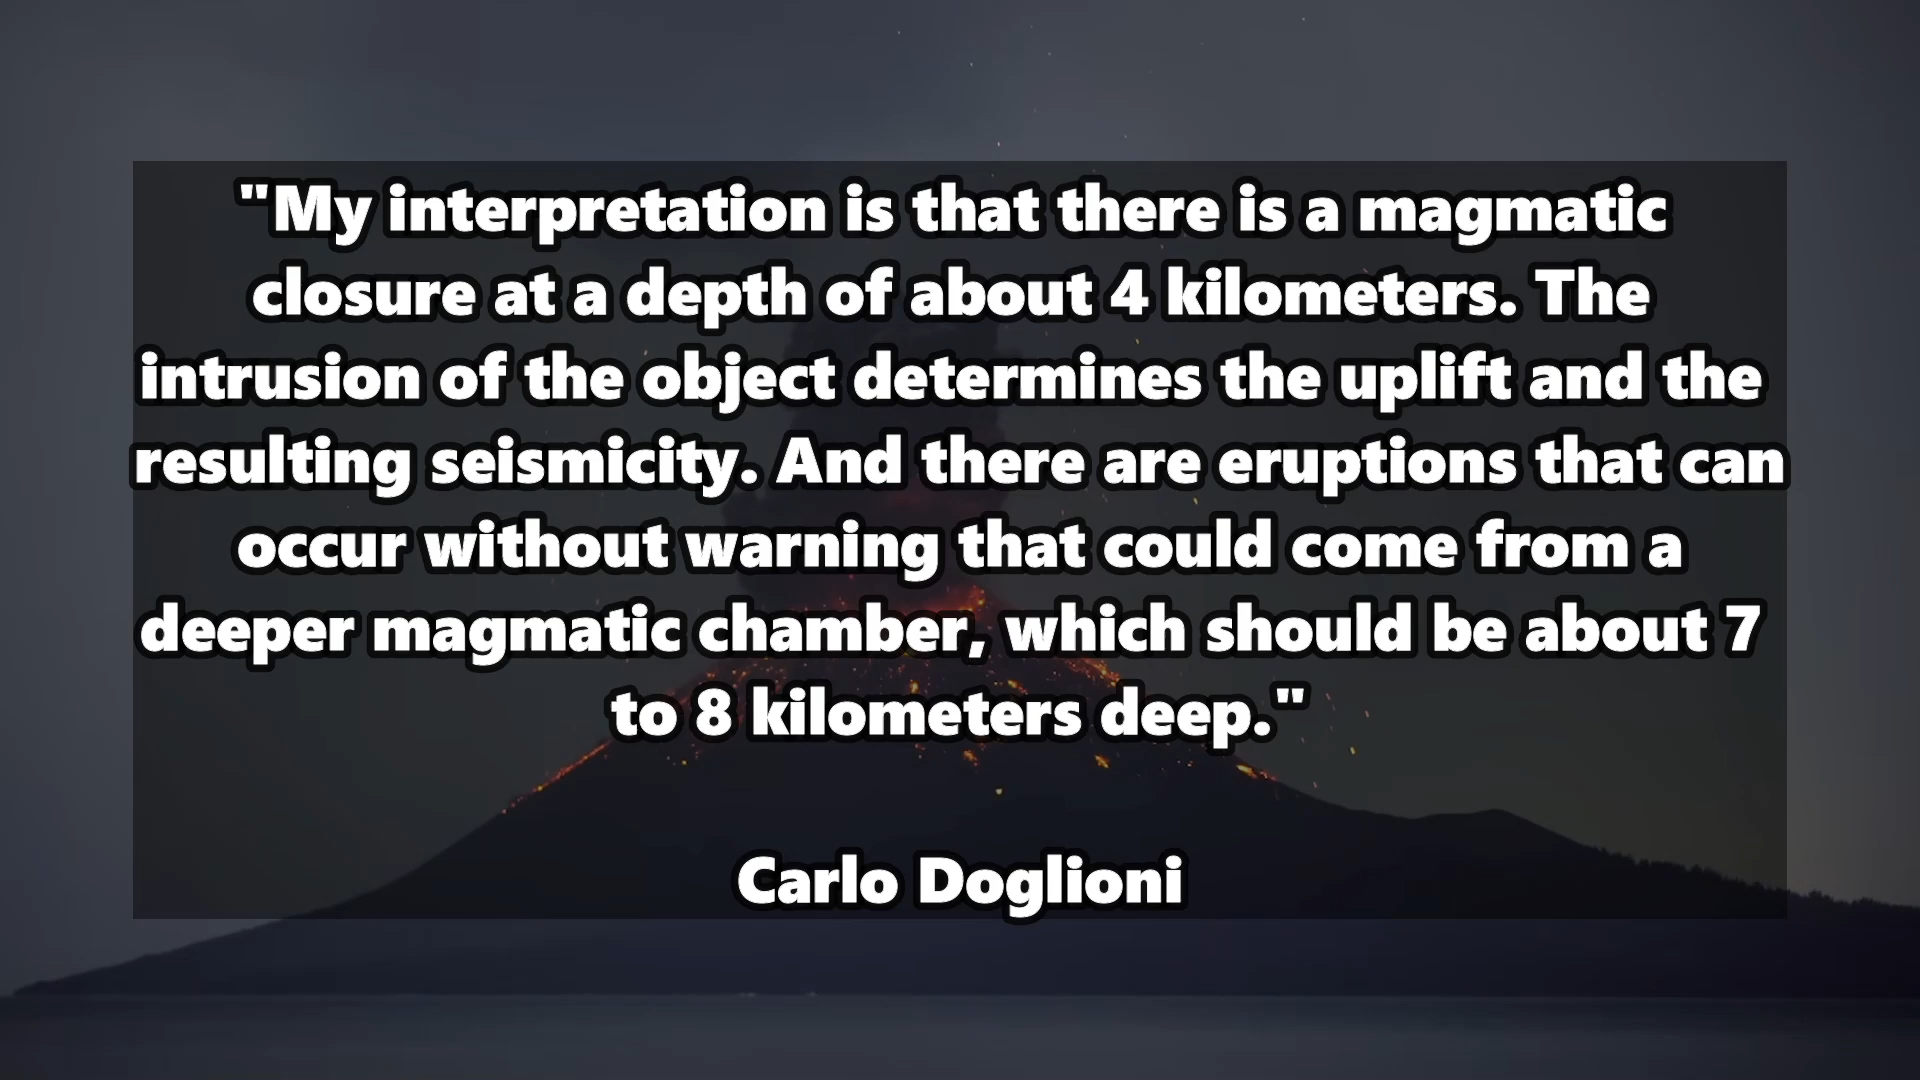 "My interpretation is that there is a magmatic
closure at a depth of about 4 kilometers. The
intrusion of the object determines the uplift and the
resulting seismicity. And there are eruptions that can
occur without warning that could come from a
deeper magmatic chamber, which should be about 7
to 8 kilometers deep."
Carlo Doglioni